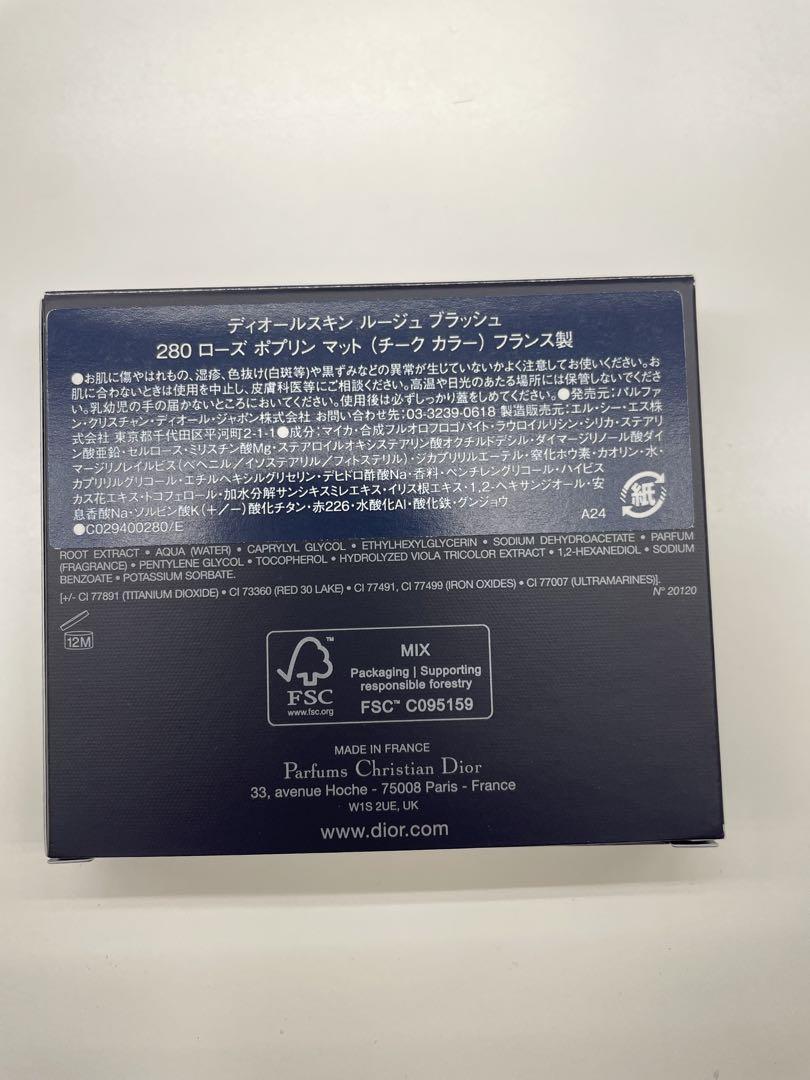 ディオールスキン ルージュ ブラッシュ
280 ローズ ポプリン マット (チーク カラー) フランス製
●お肌に傷やはれもの、湿疹、色抜け(白斑等)や黒ずみなどの異常が生じていないかよく注意してお使いください。お
肌に合わないときは使用を中止し、皮膚科医等にご相談ください。高温や日光のあたる場所には保管しないでくださ
い。乳幼児の手の届かないところにおいてください。使用後は必ずしっかり蓋をしめてください。●発売元:パルファ
ン・クリスチャン・ディオール・ジャポン株式会社 お問い合わせ先:03-3239-0618 製造販売元:エル・シー・エス株
式会社 東京都千代田区平河町2-1-1●成分:マイカ・合成フルオロフロゴパイト・ラウロイルリシン・シリカ・ステアリ
ン酸亜鉛・セルロース・ミリスチン酸Mg・ステアロイルオキシステアリン酸オクチルドデシル・ダイマージリノール酸ダイ
マージリノレイルビス(ベヘニル/イソステアリル/フィトステリル)・ジカプリリルエーテル・窒化ホウ素・カオリン・水・
カプリリルグリコール・エチルヘキシルグリセリン・デヒドロ酢酸Na・香料・ペンチレングリコール・ハイビス
カス花エキス・トコフェロール・加水分解サンシキスミレエキス・イリス根エキス・1,2-ヘキサンジオール・安
息香酸Na・ソルビン酸K(+/-)酸化チタン・赤226・水酸化Al・酸化鉄・グンジョウ
●C029400280/E
A24
紙
ROOT EXTRACT • AQUA (WATER) • CAPRYLYL GLYCOL • ETHYLHEXYLGLYCERIN • SODIUM DEHYDROACETATE • PARFUM
(FRAGRANCE) • PENTYLENE GLYCOL • TOCOPHEROL • HYDROLYZED VIOLA TRICOLOR EXTRACT • 1,2-HEXANEDIOL • SODIUM
BENZOATE • POTASSIUM SORBATE.
[+/- CI 77891 (TITANIUM DIOXIDE) • CI 73360 (RED 30 LAKE) • CI 77491, CI 77499 (IRON OXIDES) • CI 77007 (ULTRAMARINES)].
N° 20120
12M
FSC™
www.fsc.org
MIX
Packaging | Supporting
responsible forestry
FSC™ C095159
MADE IN FRANCE
Parfums Christian Dior
33, avenue Hoche - 75008 Paris - France
W1S 2UE, UK
www.dior.com